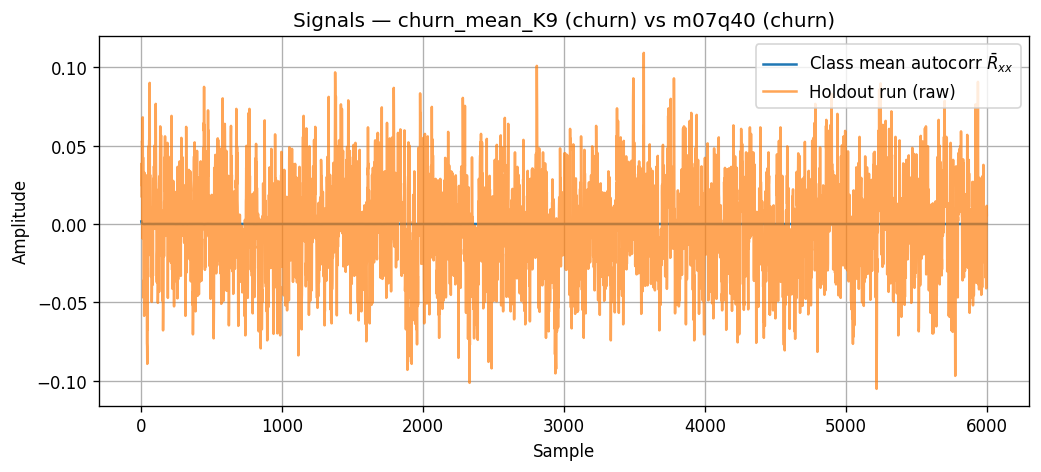 Signals — churn_mean_K9 (churn) vs m07q40 (churn)
Class mean autocorr R̄xx
Holdout run (raw)
Amplitude
0.10
0.05
0.00
−0.05
−0.10
0 1000 2000 3000 4000 5000 6000
Sample